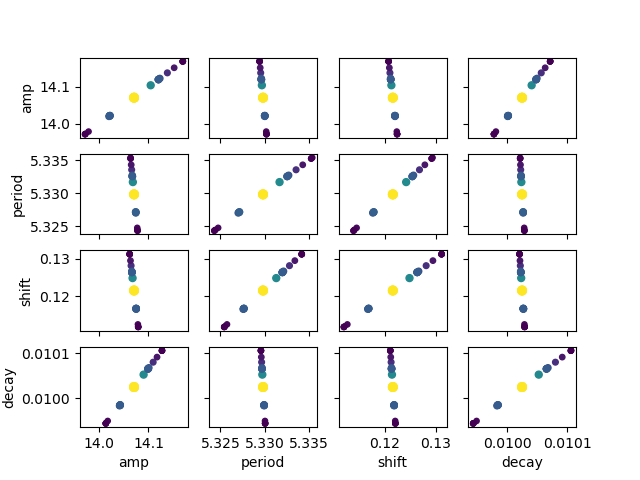 amp
14.1
14.0
period
5.335
5.330
5.325
shift
0.13
0.12
decay
0.0101
0.0100
14.0 14.1 5.325 5.330 5.335 0.12 0.13 0.0100 0.0101
amp period shift decay